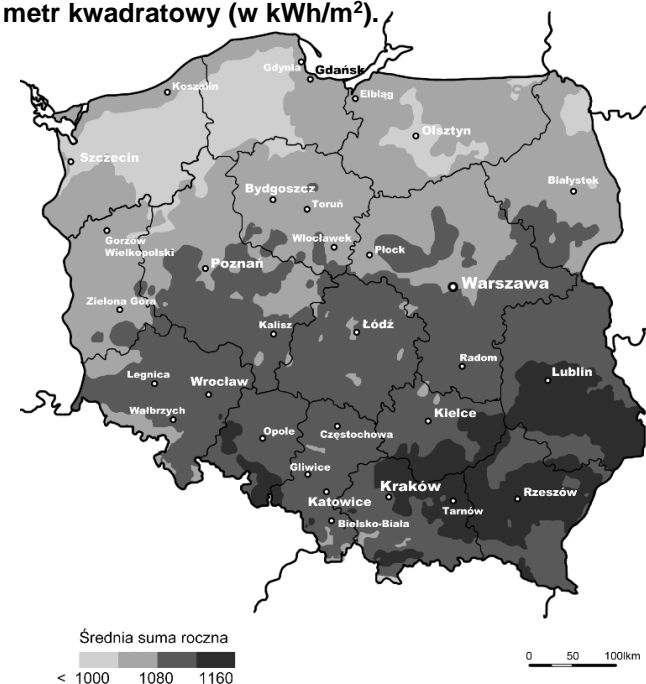 metr kwadratowy (w kWh/m²).
Gdynia
Gdańsk
Koszalin
Elbląg
Olsztyn
Szczecin
Białystok
Bydgoszcz
Toruń
Gorzów
Wielkopolski
Włocławek
Płock
Poznań
Warszawa
Zielona Góra
Kalisz
Łódź
Radom
Legnica
Wrocław
Lublin
Wałbrzych
Kielce
Opole
Częstochowa
Gliwice
Kraków
Katowice
Tarnów
Rzeszów
Bielsko-Biała
Średnia suma roczna
< 1000 1080 1160
0 50 100km